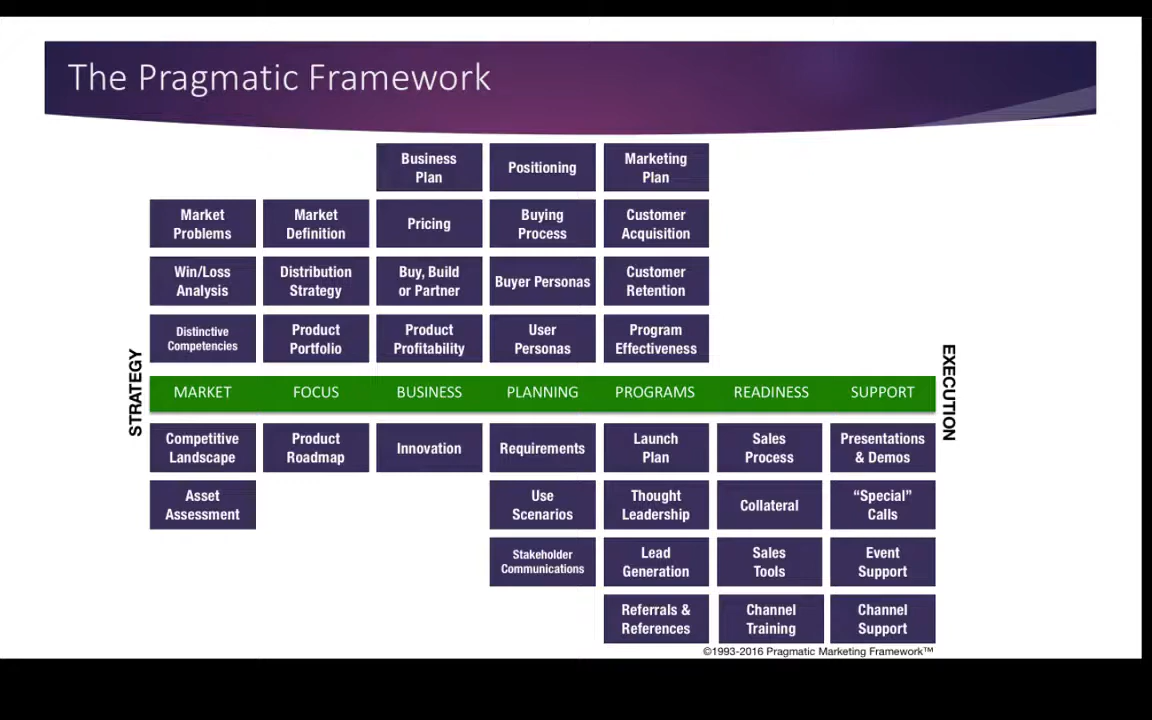 The Pragmatic Framework
Business
Plan
Positioning
Marketing
Plan
Market
Problems
Market
Definition
Pricing
Buying
Process
Customer
Acquisition
Win/Loss
Analysis
Distribution
Strategy
Buy, Build
or Partner
Buyer Personas
Customer
Retention
Distinctive
Competencies
Product
Portfolio
Product
Profitability
User
Personas
Program
Effectiveness
STRATEGY
MARKET
FOCUS
BUSINESS
PLANNING
PROGRAMS
READINESS
SUPPORT
EXECUTION
Competitive
Landscape
Product
Roadmap
Innovation
Requirements
Launch
Plan
Sales
Process
Presentations
& Demos
Asset
Assessment
Use
Scenarios
Thought
Leadership
Collateral
“Special”
Calls
Stakeholder
Communications
Lead
Generation
Sales
Tools
Event
Support
Referrals &
References
Channel
Training
Channel
Support
©1993-2016 Pragmatic Marketing Framework™